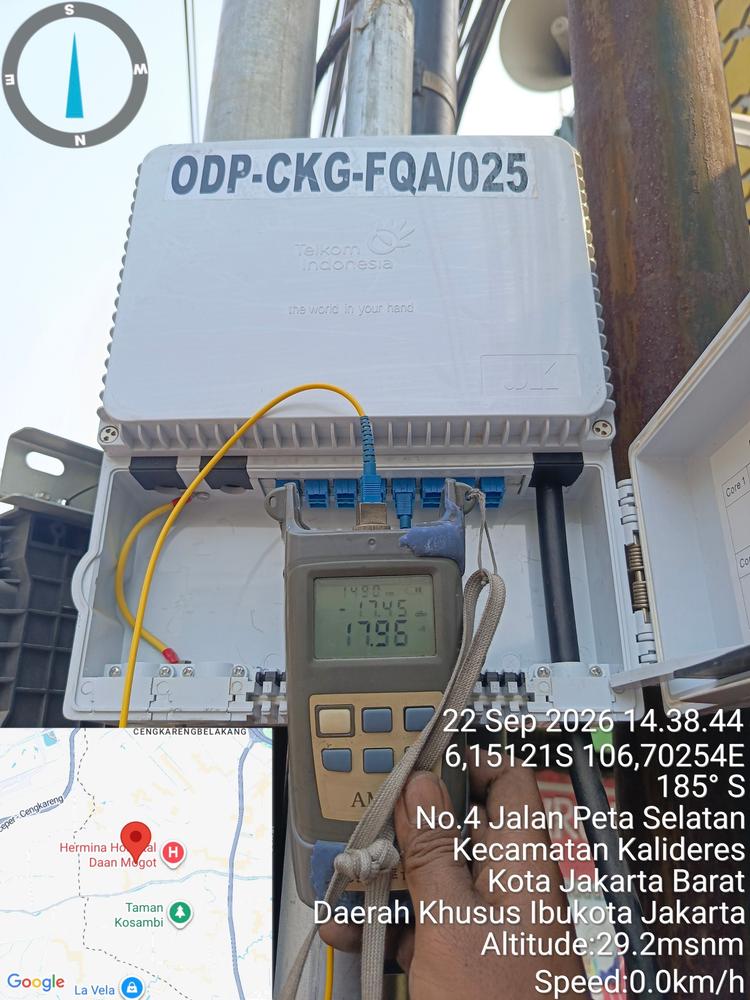 S
E
W
N
ODP-CKG-FQA/025
Telkom
Indonesia
the world in your hand
Core 1
1490
-17.45
17.96
22 Sep 2026 14.38.44
6,15121S 106,70254E
185° S
No.4 Jalan Peta Selatan
Kecamatan Kalideres
Kota Jakarta Barat
Daerah Khusus Ibukota Jakarta
Altitude:29.2msnm
Speed:0.0km/h
CENGKARENGBELAKANG
Daan Mogot
Taman
Kosambi
La Vela
Google